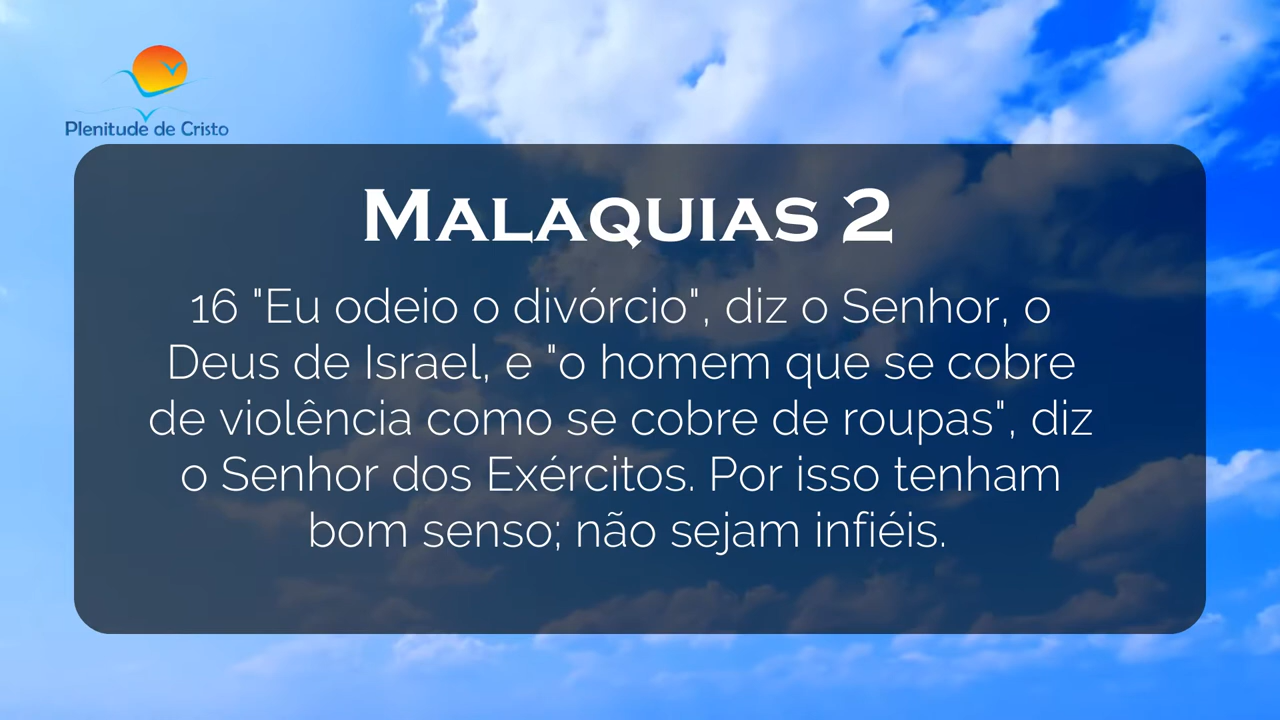 Plenitude de Cristo
Malaquias 2
16 "Eu odeio o divórcio", diz o Senhor, o
Deus de Israel, e "o homem que se cobre
de violência como se cobre de roupas", diz
o Senhor dos Exércitos. Por isso tenham
bom senso; não sejam infiéis.